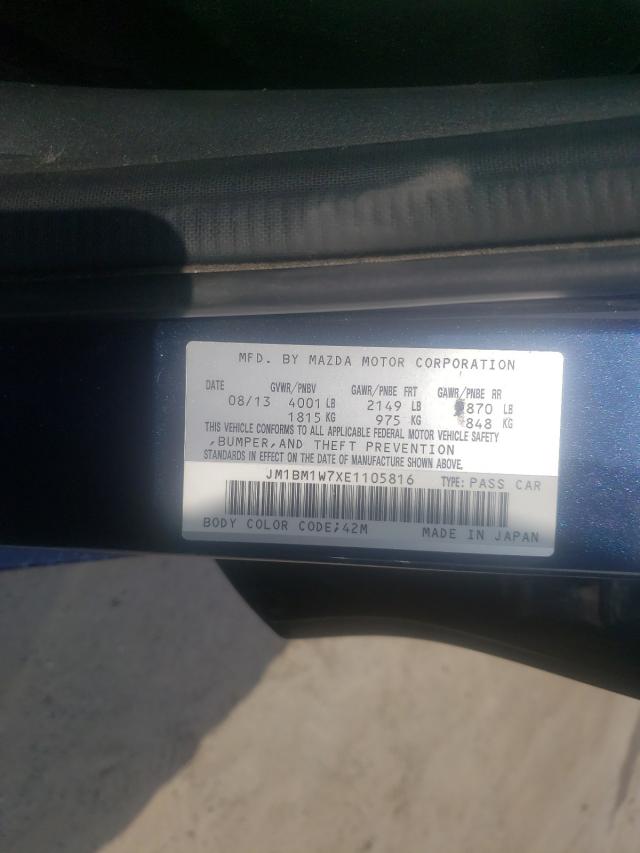 MFD. BY MAZDA MOTOR CORPORATION
DATE GVWR/PNBV GAWR/PNBE FRT GAWR/PNBE RR
08/13 4001 LB 2149 LB 870 LB
1815 KG 975 KG 848 KG
THIS VEHICLE CONFORMS TO ALL APPLICABLE FEDERAL MOTOR VEHICLE SAFETY
,BUMPER,AND THEFT PREVENTION
STANDARDS IN EFFECT ON THE DATE OF MANUFACTURE SHOWN ABOVE.
JM1BM1W7XE1105816 TYPE: PASS CAR
BODY COLOR CODE;42M MADE IN JAPAN